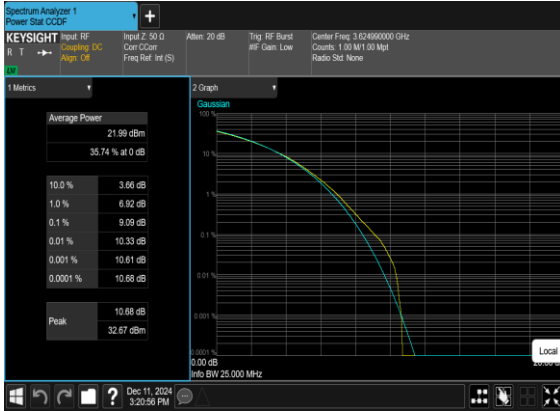 Spectrum Analyzer 1
Power Stat CCDF
+
KEYSIGHT
R T
Input: RF
Coupling: DC
Align: Off
Input Z: 50 Ω
Corr CCorr
Freq Ref: Int (S)
Atten: 20 dB
Trig: RF Burst
#IF Gain: Low
Center Freq: 3.624990000 GHz
Counts: 1.00 M/1.00 Mpt
Radio Std: None
1 Metrics
Average Power
21.99 dBm
35.74 % at 0 dB
10.0 % 3.66 dB
1.0 % 6.92 dB
0.1 % 9.09 dB
0.01 % 10.33 dB
0.001 % 10.61 dB
0.0001 % 10.68 dB
Peak
10.68 dB
32.67 dBm
2 Graph
Gaussian
100 %
10 %
1 %
0.1 %
0.01 %
0.001 %
0.0001 %
0.00 dB
Info BW 25.000 MHz
Local
?
Dec 11, 2024
3:20:56 PM